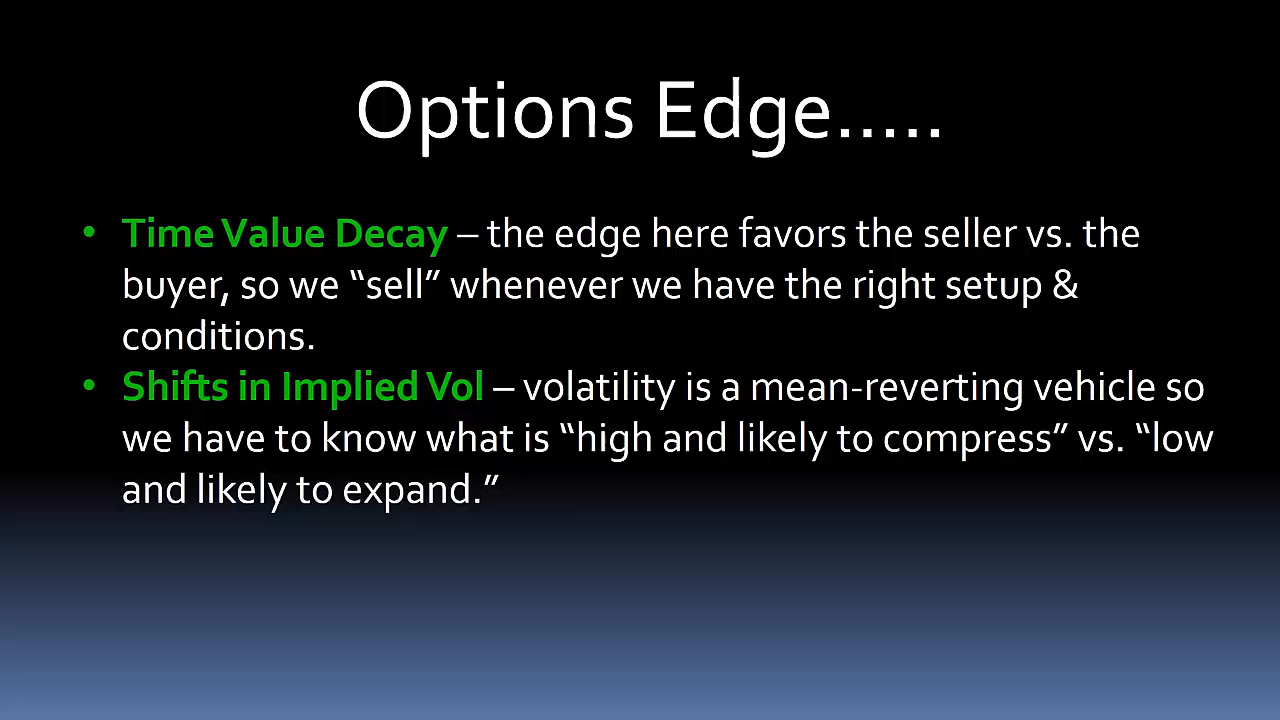 Options Edge.....
• Time Value Decay – the edge here favors the seller vs. the
buyer, so we “sell” whenever we have the right setup &
conditions.
• Shifts in Implied Vol – volatility is a mean-reverting vehicle so
we have to know what is “high and likely to compress” vs. “low
and likely to expand.”